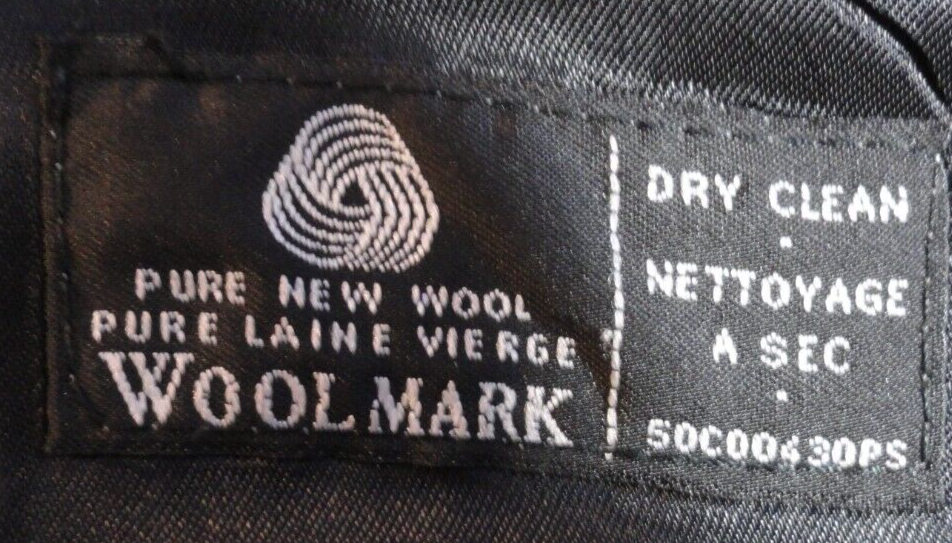 PURE NEW WOOL
PURE LAINE VIERGE
WOOLMARK
DRY CLEAN
NETTOYAGE
A SEC
50C00430PS